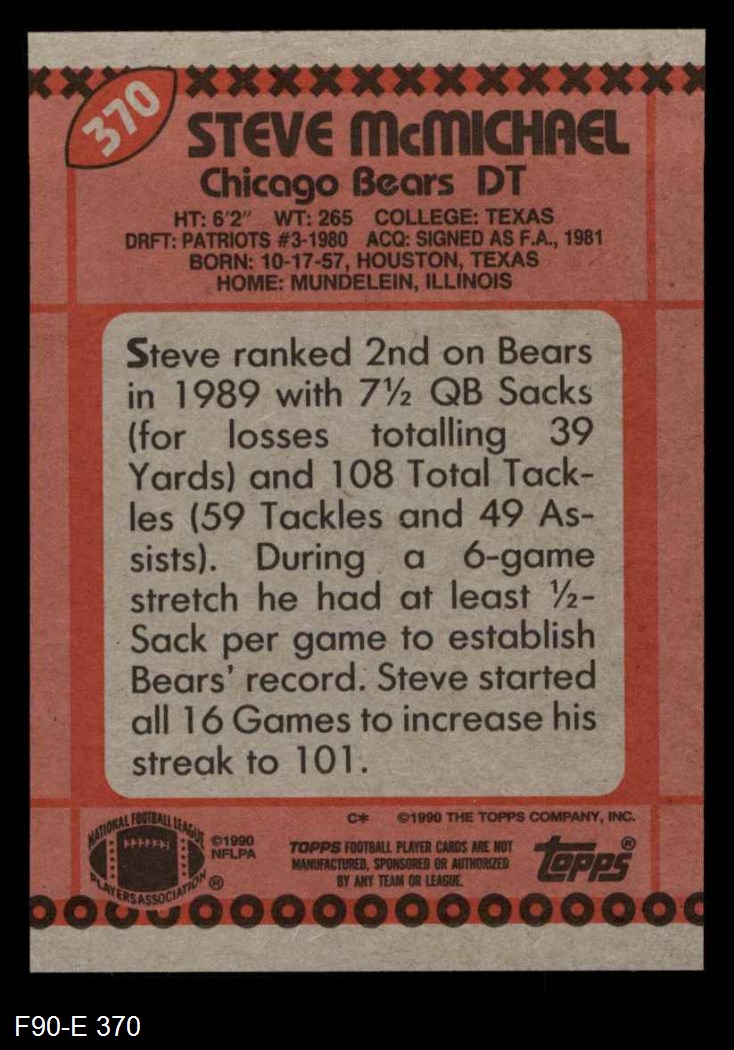 370
STEVE McMICHAEL
Chicago Bears DT
HT: 6'2" WT: 265 COLLEGE: TEXAS
DRFT: PATRIOTS #3-1980 ACQ: SIGNED AS F.A., 1981
BORN: 10-17-57, HOUSTON, TEXAS
HOME: MUNDELEIN, ILLINOIS
Steve ranked 2nd on Bears
in 1989 with 7½ QB Sacks
(for losses totalling 39
Yards) and 108 Total Tack-
les (59 Tackles and 49 As-
sists). During a 6-game
stretch he had at least ½-
Sack per game to establish
Bears' record. Steve started
all 16 Games to increase his
streak to 101.
C* ©1990 THE TOPPS COMPANY, INC.
NATIONAL FOOTBALL LEAGUE
PLAYERS ASSOCIATION ®
©1990
NFLPA
TOPPS FOOTBALL PLAYER CARDS ARE NOT
MANUFACTURED, SPONSORED OR AUTHORIZED
BY ANY TEAM OR LEAGUE.
topps®
F90-E 370